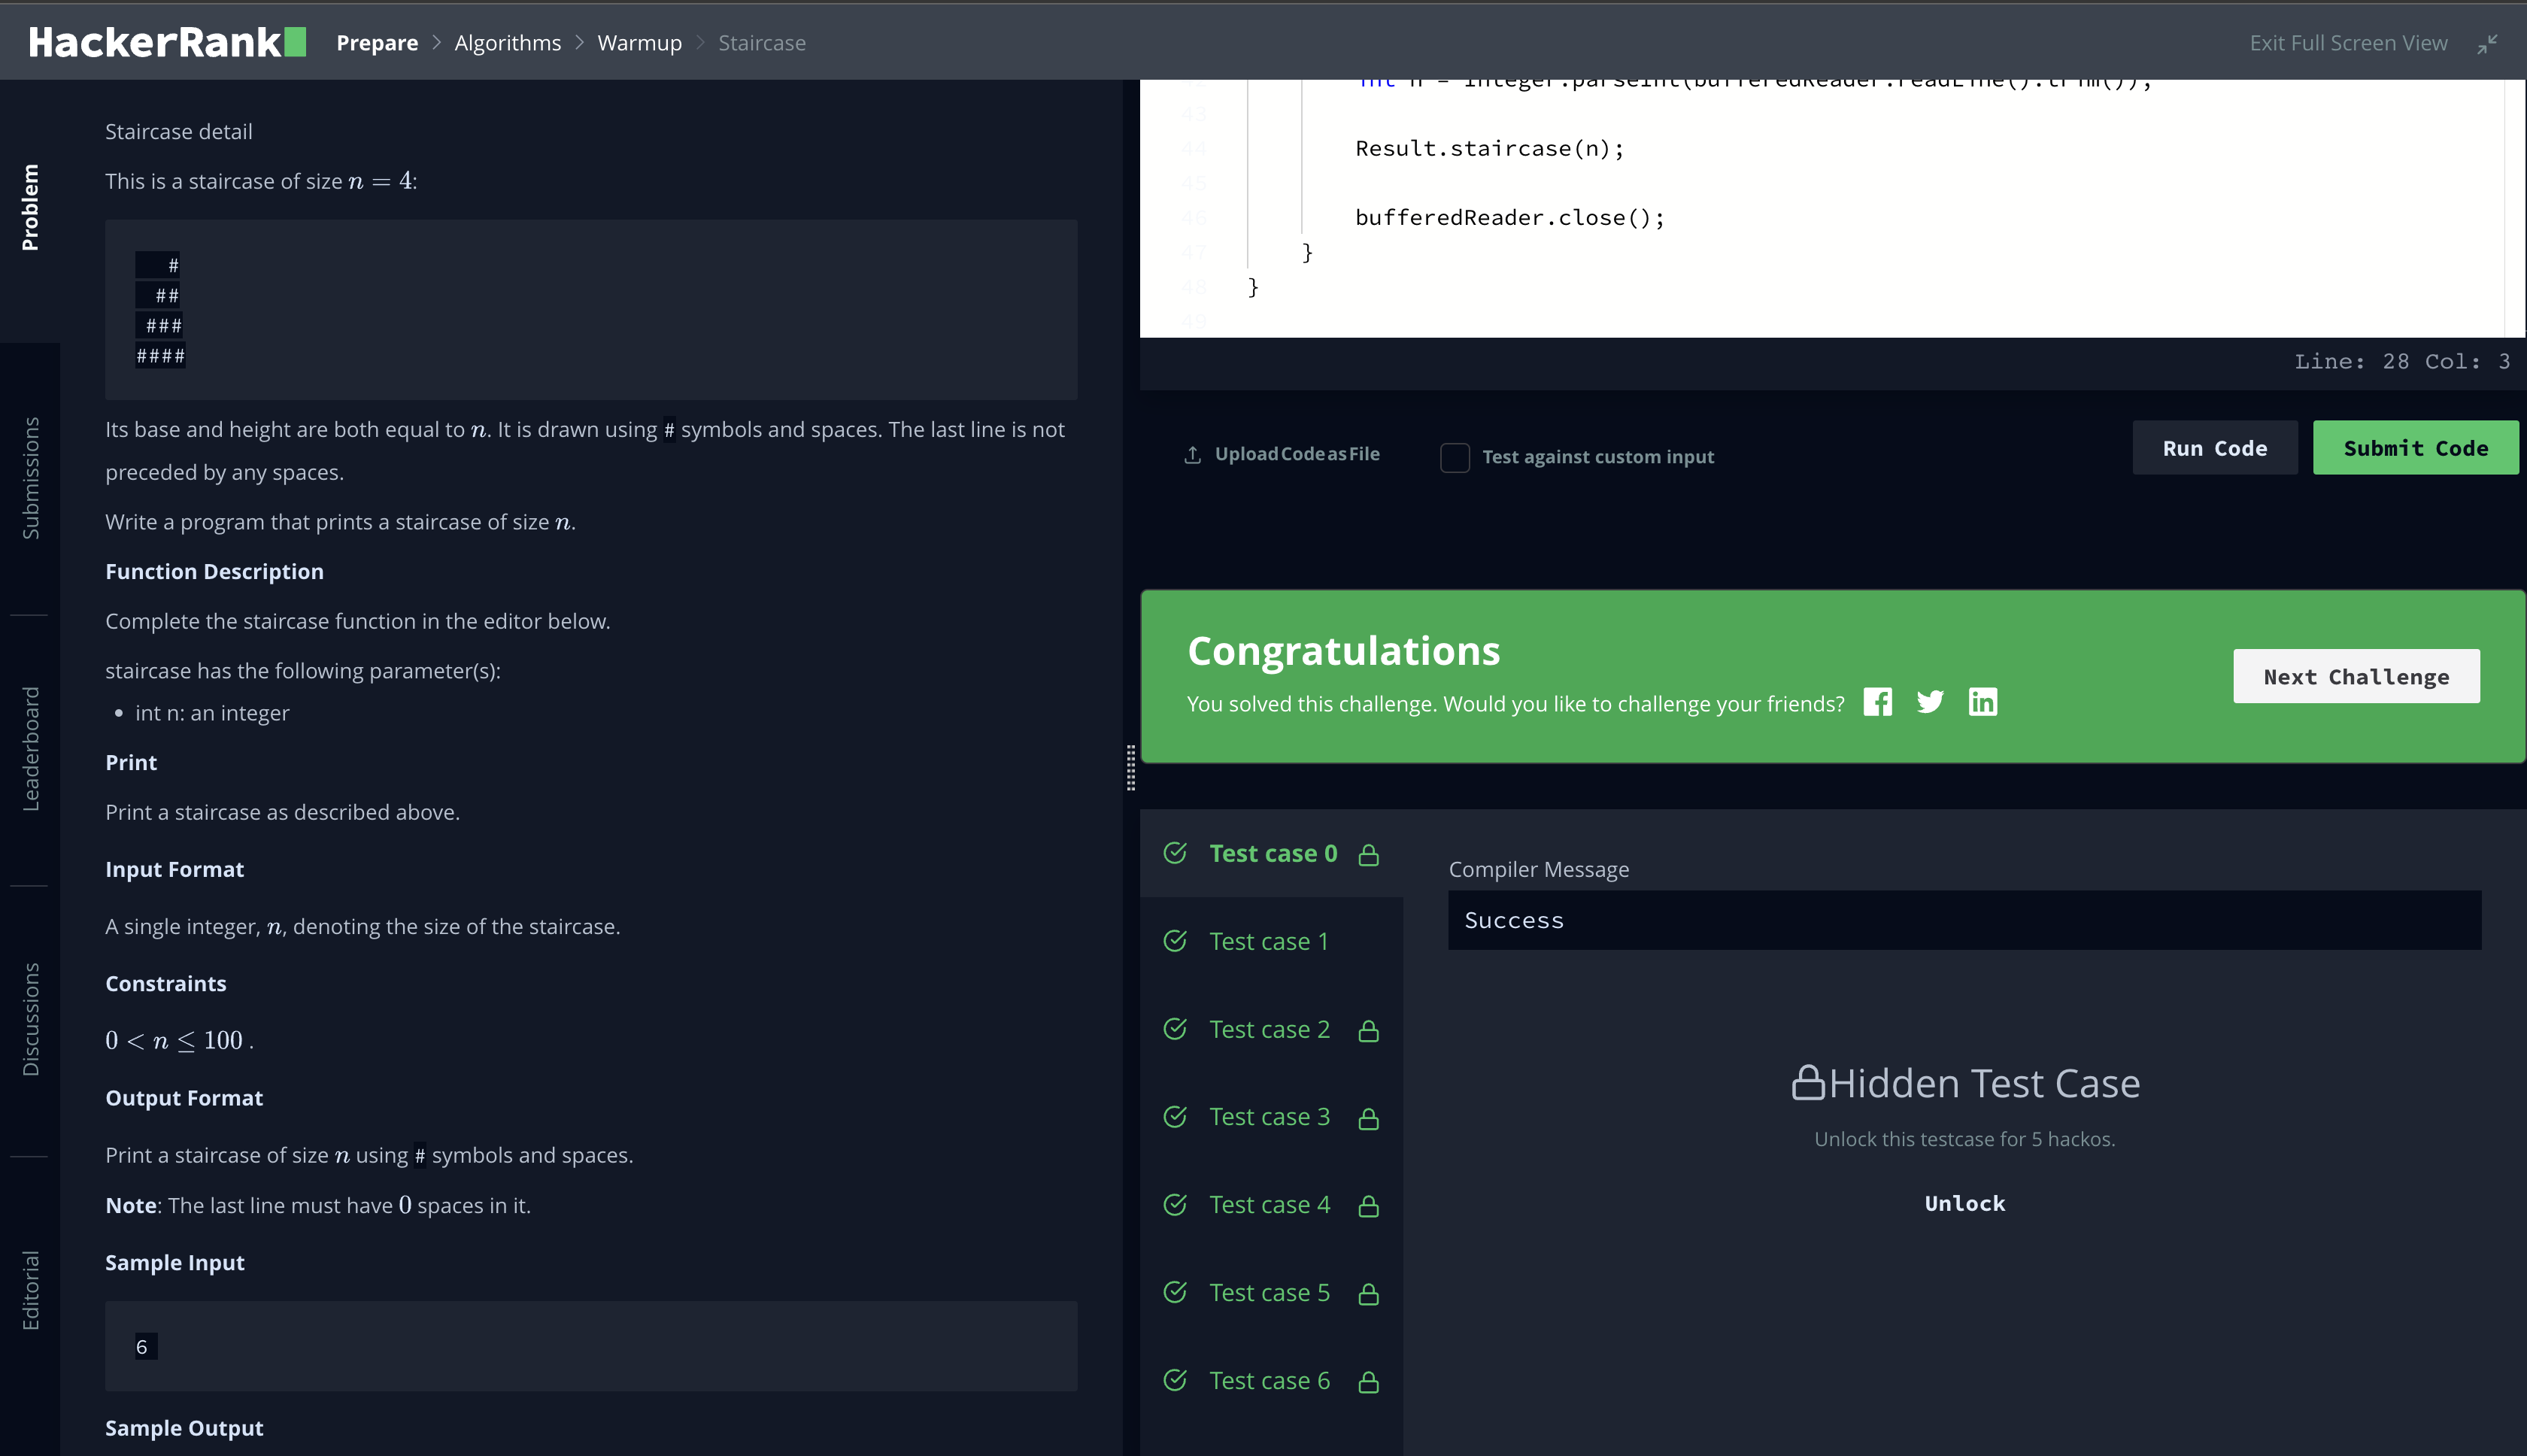 HackerRank
Prepare > Algorithms > Warmup > Staircase
Exit Full Screen View
Problem
Submissions
Leaderboard
Discussions
Editorial
Staircase detail
This is a staircase of size n = 4:
   #
  ##
 ###
####
Its base and height are both equal to n. It is drawn using # symbols and spaces. The last line is not
preceded by any spaces.
Write a program that prints a staircase of size n.
Function Description
Complete the staircase function in the editor below.
staircase has the following parameter(s):
• int n: an integer
Print
Print a staircase as described above.
Input Format
A single integer, n, denoting the size of the staircase.
Constraints
0 < n ≤ 100 .
Output Format
Print a staircase of size n using # symbols and spaces.
Note: The last line must have 0 spaces in it.
Sample Input
6
Sample Output
42 int n = Integer.parseInt(bufferedReader.readLine().trim());
43
44 Result.staircase(n);
45
46 bufferedReader.close();
47 }
48 }
49
Line: 28 Col: 3
Upload Code as File
Test against custom input
Run Code
Submit Code
Congratulations
You solved this challenge. Would you like to challenge your friends?
Next Challenge
Test case 0
Test case 1
Test case 2
Test case 3
Test case 4
Test case 5
Test case 6
Compiler Message
Success
Hidden Test Case
Unlock this testcase for 5 hackos.
Unlock